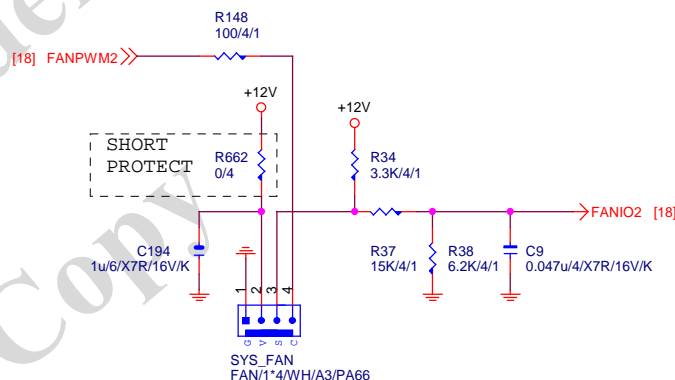 R148
100/4/1
[18] FANPWM2
+12V
+12V
SHORT
PROTECT
R662
0/4
R34
3.3K/4/1
FANIO2 [18]
C194
1u/6/X7R/16V/K
R37
15K/4/1
R38
6.2K/4/1
C9
0.047u/4/X7R/16V/K
1
2
3
4
G
V
S
C
SYS_FAN
FAN/1*4/WH/A3/PA66
Copy